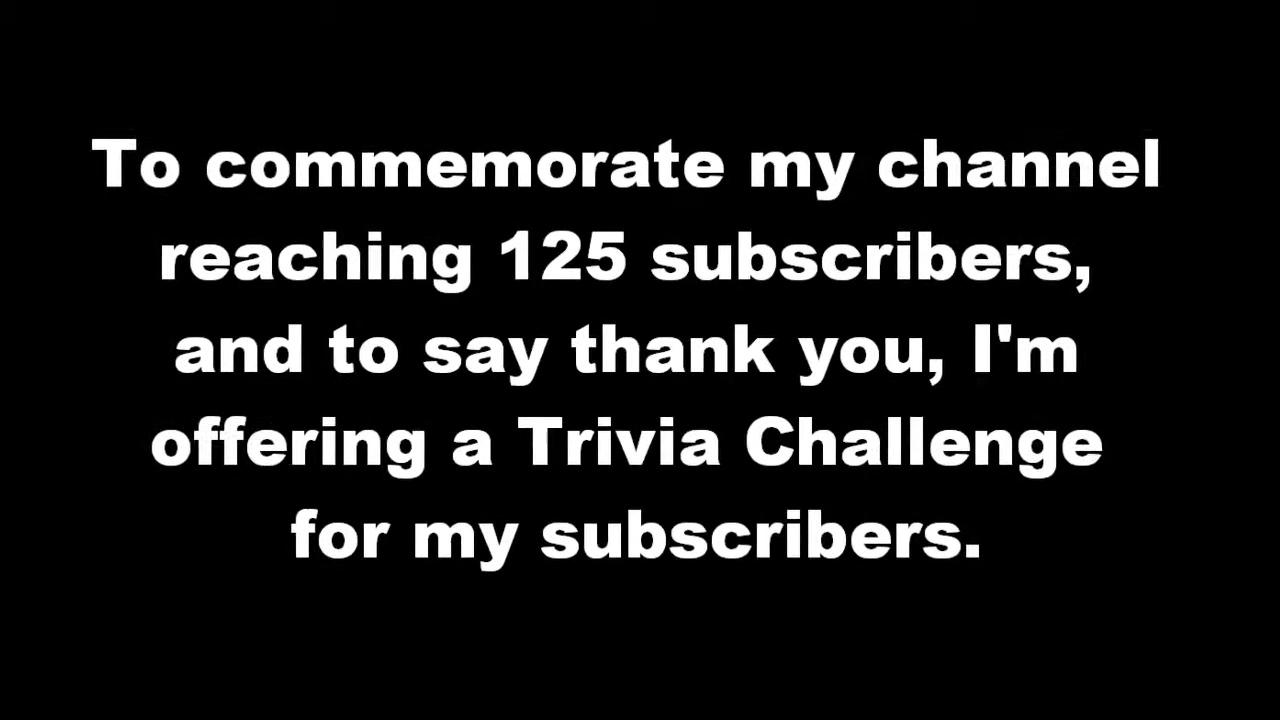 To commemorate my channel
reaching 125 subscribers,
and to say thank you, I'm
offering a Trivia Challenge
for my subscribers.